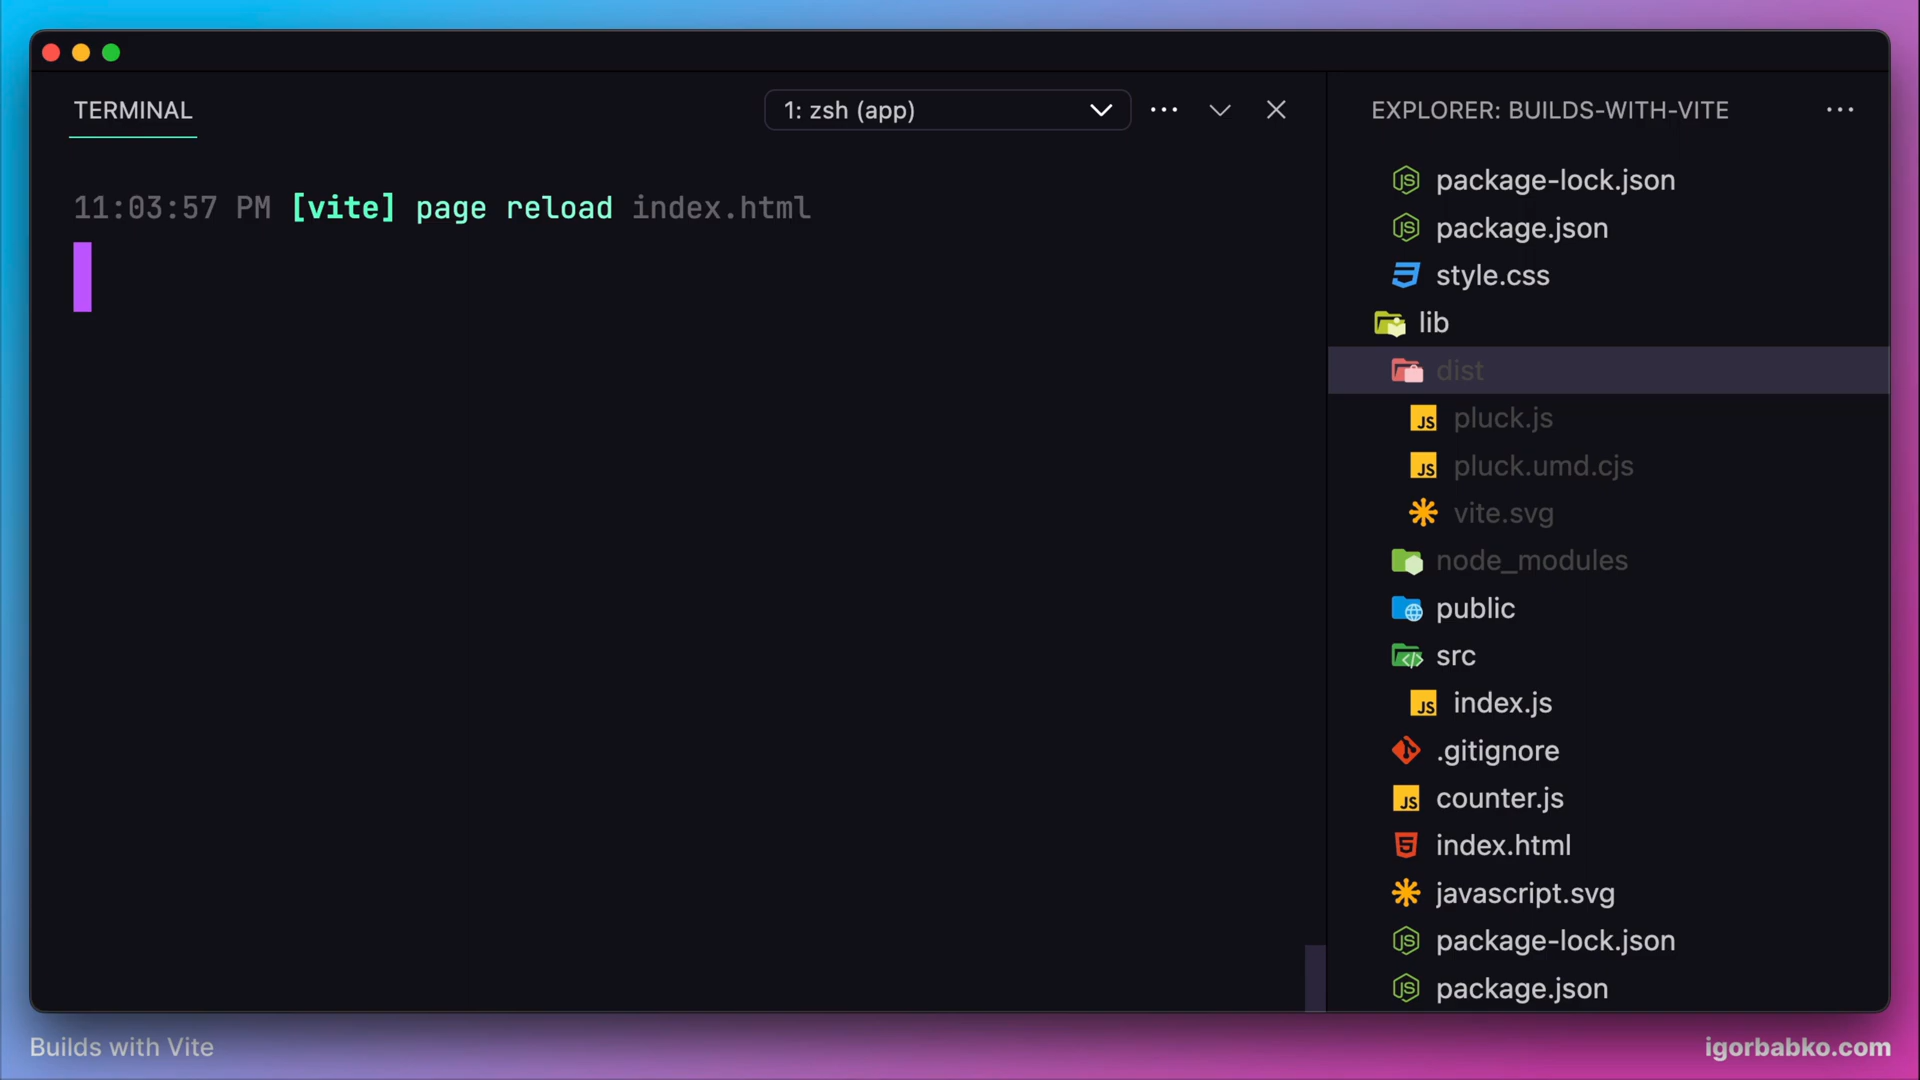 TERMINAL
1: zsh (app)
11:03:57 PM [vite] page reload index.html
EXPLORER: BUILDS-WITH-VITE
package-lock.json
package.json
style.css
lib
dist
pluck.js
pluck.umd.cjs
vite.svg
node_modules
public
src
index.js
.gitignore
counter.js
index.html
javascript.svg
package-lock.json
package.json
Builds with Vite
igorbabko.com